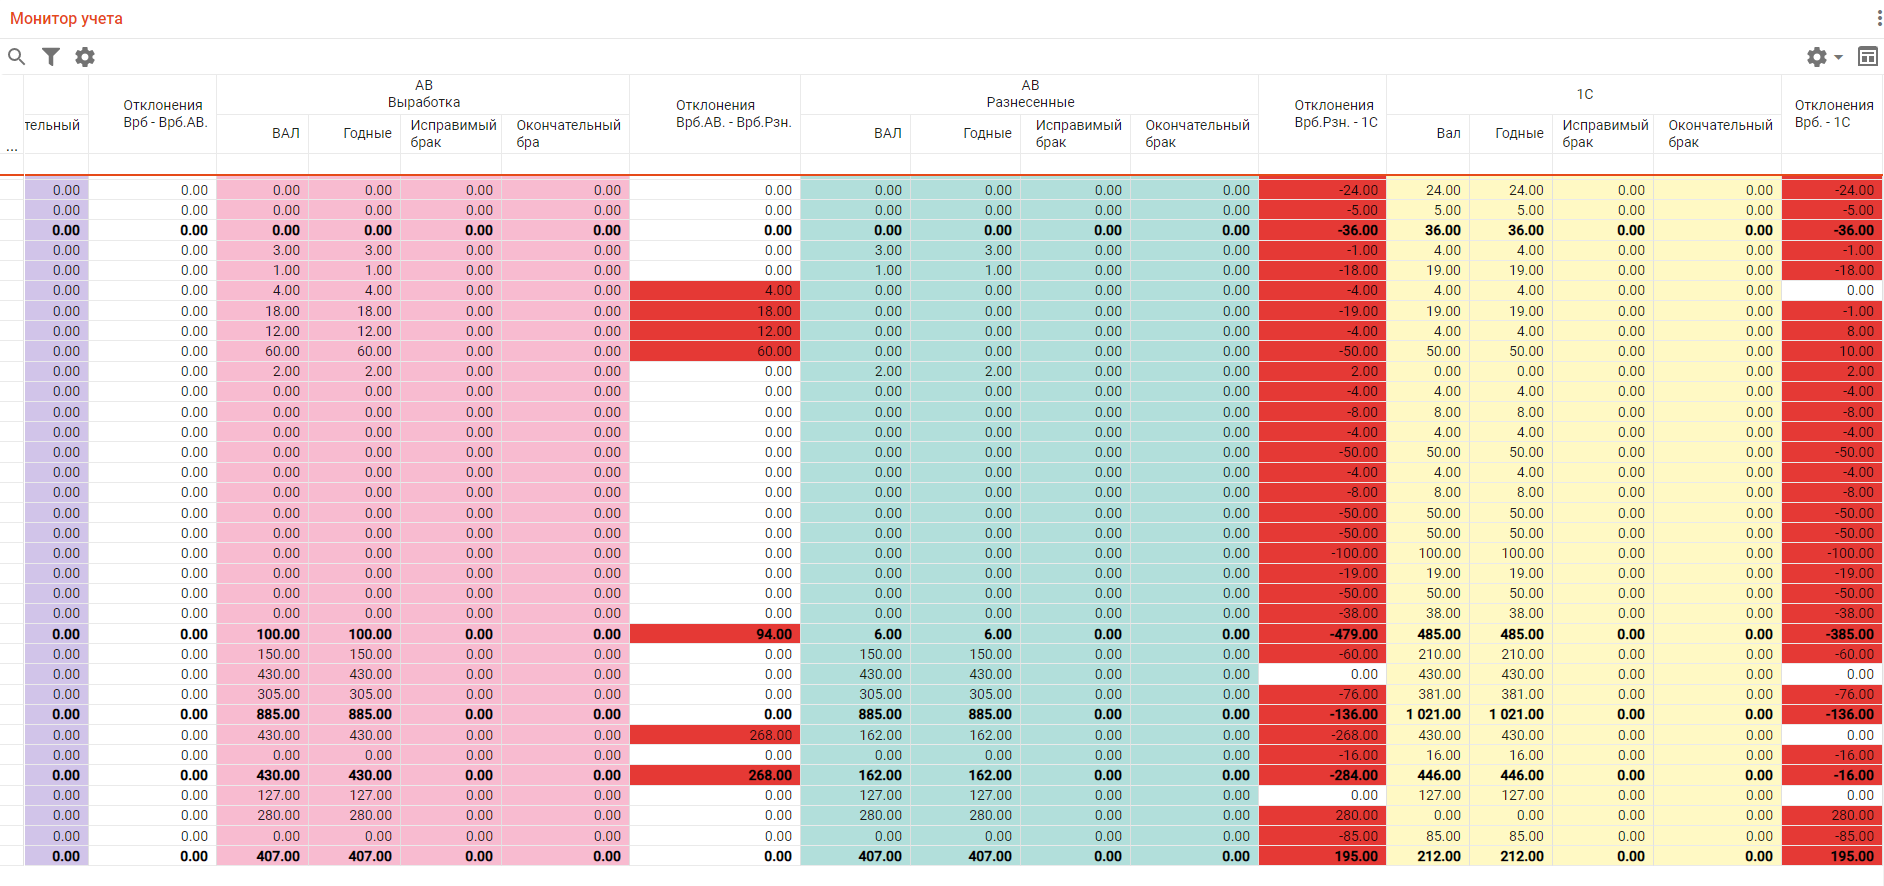 Монитор учета
тельный
Отклонения
Врб - Врб.АВ.
АВ
Выработка
ВАЛ Годные Исправимый брак Окончательный бра
Отклонения
Врб.АВ. - Врб.Рзн.
АВ
Разнесенные
ВАЛ Годные Исправимый брак Окончательный брак
Отклонения
Врб.Рзн. - 1С
1С
Вал Годные Исправимый брак Окончательный брак
Отклонения
Врб. - 1С
...
0.00 0.00 0.00 0.00 0.00 0.00 0.00 0.00 0.00 0.00 0.00 -24.00 24.00 24.00 0.00 0.00 -24.00
0.00 0.00 0.00 0.00 0.00 0.00 0.00 0.00 0.00 0.00 0.00 -5.00 5.00 5.00 0.00 0.00 -5.00
0.00 0.00 0.00 0.00 0.00 0.00 0.00 0.00 0.00 0.00 0.00 -36.00 36.00 36.00 0.00 0.00 -36.00
0.00 0.00 3.00 3.00 0.00 0.00 0.00 3.00 3.00 0.00 0.00 -1.00 4.00 4.00 0.00 0.00 -1.00
0.00 0.00 1.00 1.00 0.00 0.00 0.00 1.00 1.00 0.00 0.00 -18.00 19.00 19.00 0.00 0.00 -18.00
0.00 0.00 4.00 4.00 0.00 0.00 4.00 0.00 0.00 0.00 0.00 -4.00 4.00 4.00 0.00 0.00 0.00
0.00 0.00 18.00 18.00 0.00 0.00 18.00 0.00 0.00 0.00 0.00 -19.00 19.00 19.00 0.00 0.00 -1.00
0.00 0.00 12.00 12.00 0.00 0.00 12.00 0.00 0.00 0.00 0.00 -4.00 4.00 4.00 0.00 0.00 8.00
0.00 0.00 60.00 60.00 0.00 0.00 60.00 0.00 0.00 0.00 0.00 -50.00 50.00 50.00 0.00 0.00 10.00
0.00 0.00 2.00 2.00 0.00 0.00 0.00 2.00 2.00 0.00 0.00 2.00 0.00 0.00 0.00 0.00 2.00
0.00 0.00 0.00 0.00 0.00 0.00 0.00 0.00 0.00 0.00 0.00 -4.00 4.00 4.00 0.00 0.00 -4.00
0.00 0.00 0.00 0.00 0.00 0.00 0.00 0.00 0.00 0.00 0.00 -8.00 8.00 8.00 0.00 0.00 -8.00
0.00 0.00 0.00 0.00 0.00 0.00 0.00 0.00 0.00 0.00 0.00 -4.00 4.00 4.00 0.00 0.00 -4.00
0.00 0.00 0.00 0.00 0.00 0.00 0.00 0.00 0.00 0.00 0.00 -50.00 50.00 50.00 0.00 0.00 -50.00
0.00 0.00 0.00 0.00 0.00 0.00 0.00 0.00 0.00 0.00 0.00 -4.00 4.00 4.00 0.00 0.00 -4.00
0.00 0.00 0.00 0.00 0.00 0.00 0.00 0.00 0.00 0.00 0.00 -8.00 8.00 8.00 0.00 0.00 -8.00
0.00 0.00 0.00 0.00 0.00 0.00 0.00 0.00 0.00 0.00 0.00 -50.00 50.00 50.00 0.00 0.00 -50.00
0.00 0.00 0.00 0.00 0.00 0.00 0.00 0.00 0.00 0.00 0.00 -50.00 50.00 50.00 0.00 0.00 -50.00
0.00 0.00 0.00 0.00 0.00 0.00 0.00 0.00 0.00 0.00 0.00 -100.00 100.00 100.00 0.00 0.00 -100.00
0.00 0.00 0.00 0.00 0.00 0.00 0.00 0.00 0.00 0.00 0.00 -19.00 19.00 19.00 0.00 0.00 -19.00
0.00 0.00 0.00 0.00 0.00 0.00 0.00 0.00 0.00 0.00 0.00 -50.00 50.00 50.00 0.00 0.00 -50.00
0.00 0.00 0.00 0.00 0.00 0.00 0.00 0.00 0.00 0.00 0.00 -38.00 38.00 38.00 0.00 0.00 -38.00
0.00 0.00 100.00 100.00 0.00 0.00 94.00 6.00 6.00 0.00 0.00 -479.00 485.00 485.00 0.00 0.00 -385.00
0.00 0.00 150.00 150.00 0.00 0.00 0.00 150.00 150.00 0.00 0.00 -60.00 210.00 210.00 0.00 0.00 -60.00
0.00 0.00 430.00 430.00 0.00 0.00 0.00 430.00 430.00 0.00 0.00 0.00 430.00 430.00 0.00 0.00 0.00
0.00 0.00 305.00 305.00 0.00 0.00 0.00 305.00 305.00 0.00 0.00 -76.00 381.00 381.00 0.00 0.00 -76.00
0.00 0.00 885.00 885.00 0.00 0.00 0.00 885.00 885.00 0.00 0.00 -136.00 1 021.00 1 021.00 0.00 0.00 -136.00
0.00 0.00 430.00 430.00 0.00 0.00 268.00 162.00 162.00 0.00 0.00 -268.00 430.00 430.00 0.00 0.00 0.00
0.00 0.00 0.00 0.00 0.00 0.00 0.00 0.00 0.00 0.00 0.00 -16.00 16.00 16.00 0.00 0.00 -16.00
0.00 0.00 430.00 430.00 0.00 0.00 268.00 162.00 162.00 0.00 0.00 -284.00 446.00 446.00 0.00 0.00 -16.00
0.00 0.00 127.00 127.00 0.00 0.00 0.00 127.00 127.00 0.00 0.00 0.00 127.00 127.00 0.00 0.00 0.00
0.00 0.00 280.00 280.00 0.00 0.00 0.00 280.00 280.00 0.00 0.00 280.00 0.00 0.00 0.00 0.00 280.00
0.00 0.00 0.00 0.00 0.00 0.00 0.00 0.00 0.00 0.00 0.00 -85.00 85.00 85.00 0.00 0.00 -85.00
0.00 0.00 407.00 407.00 0.00 0.00 0.00 407.00 407.00 0.00 0.00 195.00 212.00 212.00 0.00 0.00 195.00